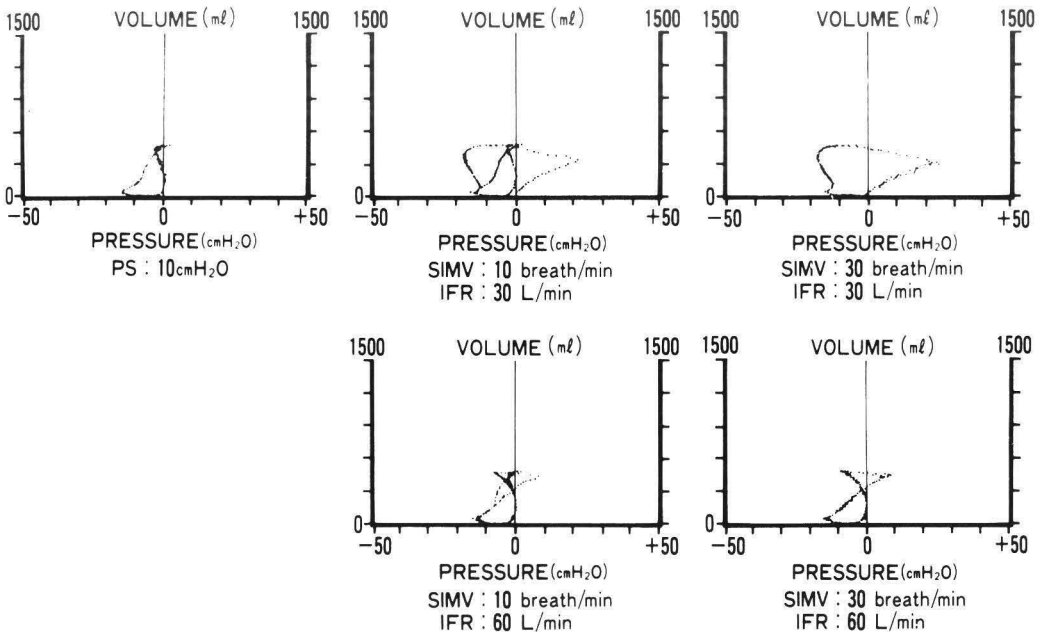 1500 VOLUME (mℓ) 1500
0
−50 0 +50
PRESSURE(cmH₂O)
PS : 10cmH₂O
1500 VOLUME (mℓ) 1500
0
−50 0 +50
PRESSURE(cmH₂O)
SIMV : 10 breath/min
IFR : 30 L/min
1500 VOLUME (mℓ) 1500
0
−50 0 +50
PRESSURE(cmH₂O)
SIMV : 30 breath/min
IFR : 30 L/min
1500 VOLUME (mℓ) 1500
0
−50 0 +50
PRESSURE(cmH₂O)
SIMV : 10 breath/min
IFR : 60 L/min
1500 VOLUME (mℓ) 1500
0
−50 0 +50
PRESSURE(cmH₂O)
SIMV : 30 breath/min
IFR : 60 L/min